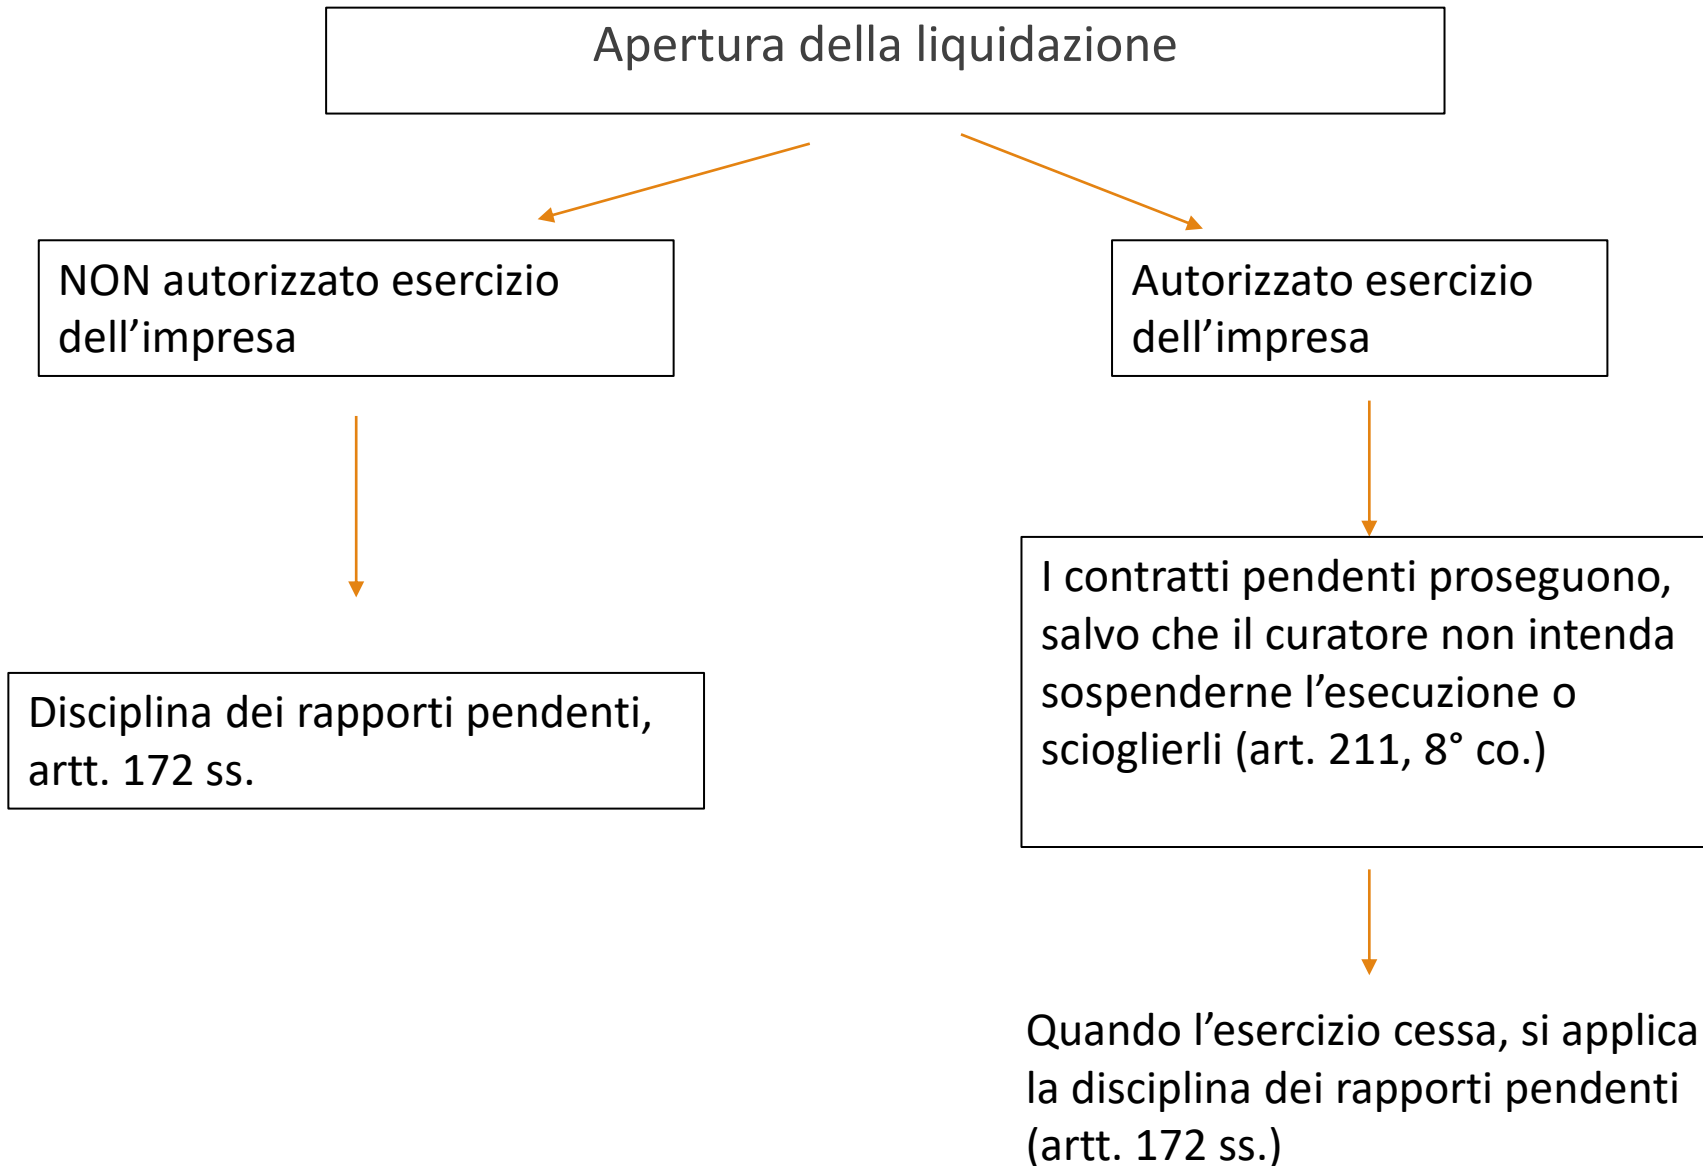 Apertura della liquidazione
NON autorizzato esercizio
dell’impresa
Autorizzato esercizio
dell’impresa
Disciplina dei rapporti pendenti,
artt. 172 ss.
I contratti pendenti proseguono,
salvo che il curatore non intenda
sospenderne l’esecuzione o
scioglierli (art. 211, 8° co.)
Quando l’esercizio cessa, si applica
la disciplina dei rapporti pendenti
(artt. 172 ss.)